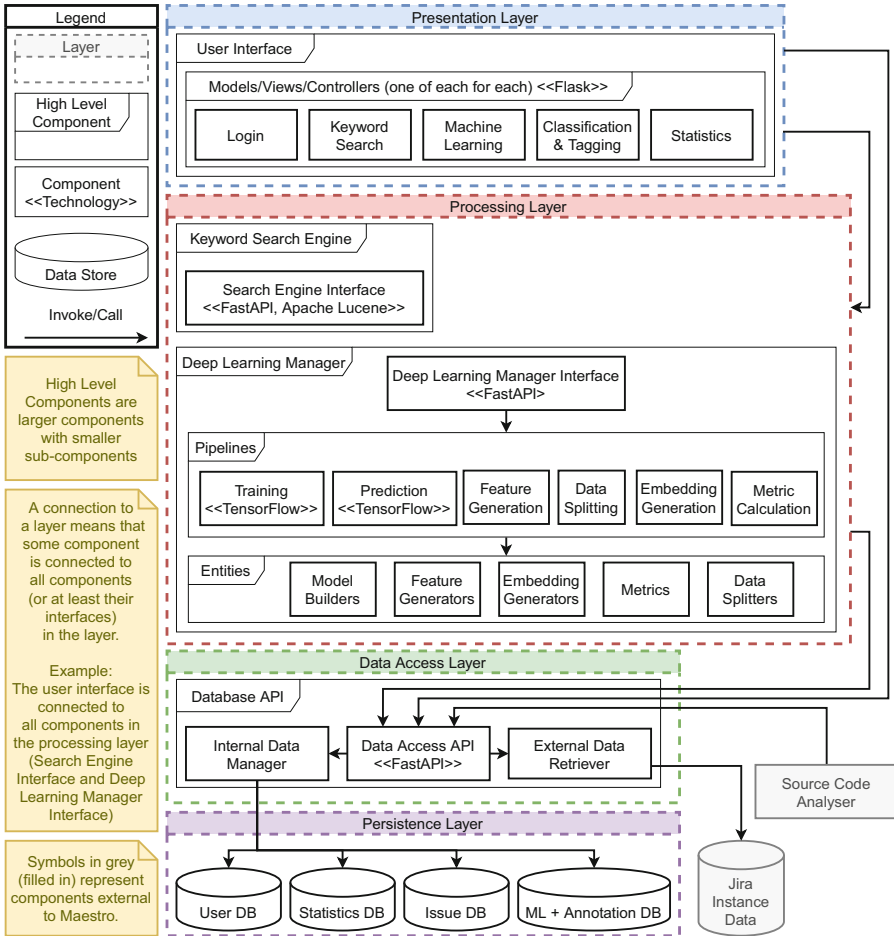 Legend
Layer
High Level
Component
Component
<<Technology>>
Data Store
Invoke/Call
High Level
Components are
larger components
with smaller
sub-components
A connection to
a layer means that
some component
is connected to
all components
(or at least their
interfaces)
in the layer.
Example:
The user interface is
connected to
all components in
the processing layer
(Search Engine
Interface and Deep
Learning Manager
Interface)
Symbols in grey
(filled in) represent
components external
to Maestro.
Presentation Layer
User Interface
Models/Views/Controllers (one of each for each) <<Flask>>
Login
Keyword
Search
Machine
Learning
Classification
& Tagging
Statistics
Processing Layer
Keyword Search Engine
Search Engine Interface
<<FastAPI, Apache Lucene>>
Deep Learning Manager
Deep Learning Manager Interface
<<FastAPI>
Pipelines
Training
<<TensorFlow>>
Prediction
<<TensorFlow>>
Feature
Generation
Data
Splitting
Embedding
Generation
Metric
Calculation
Entities
Model
Builders
Feature
Generators
Embedding
Generators
Metrics
Data
Splitters
Data Access Layer
Database API
Internal Data
Manager
Data Access API
<<FastAPI>>
External Data
Retriever
Source Code
Analyser
Persistence Layer
User DB
Statistics DB
Issue DB
ML + Annotation DB
Jira
Instance
Data